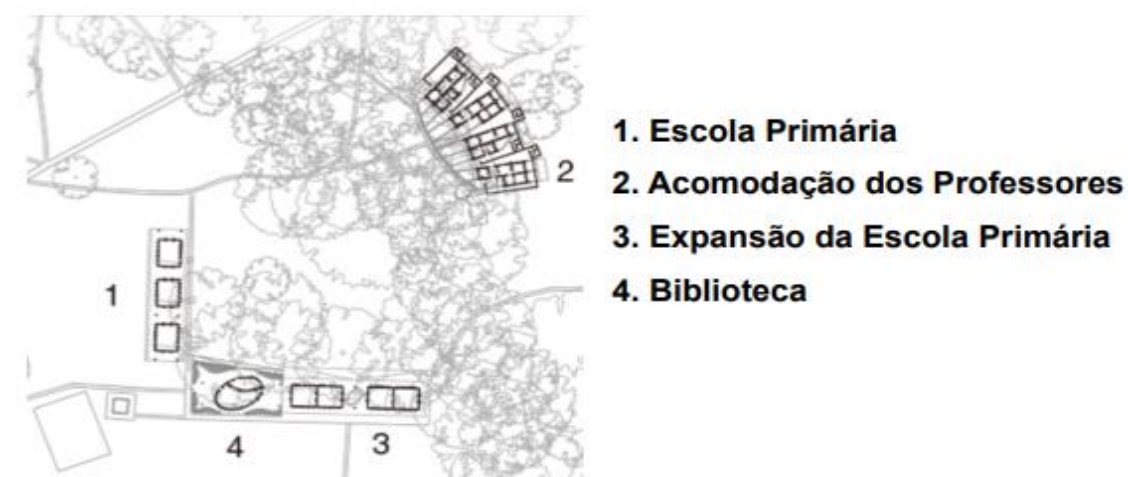 2
1
4
3
1. Escola Primária
2. Acomodação dos Professores
3. Expansão da Escola Primária
4. Biblioteca